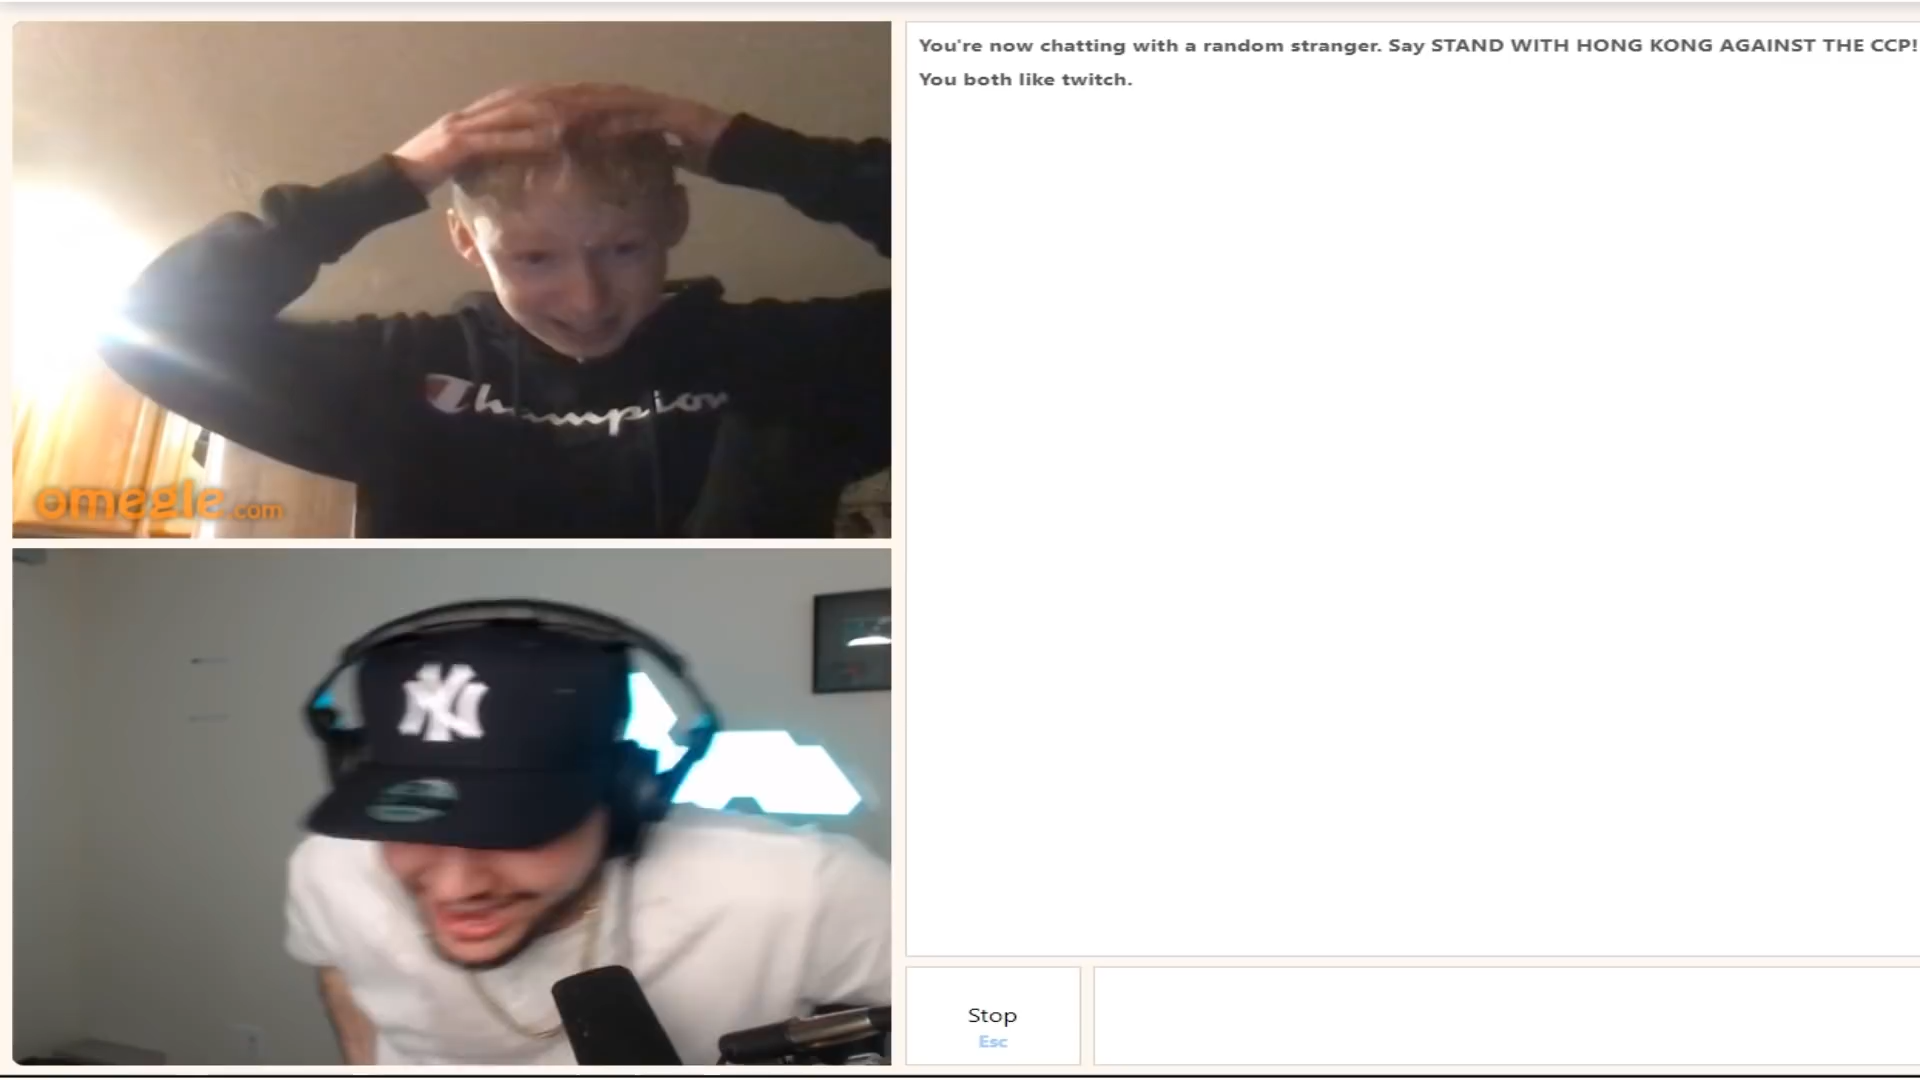 You're now chatting with a random stranger. Say STAND WITH HONG KONG AGAINST THE CCP!
You both like twitch.
Champion
omegle.com
NY
Stop
Esc